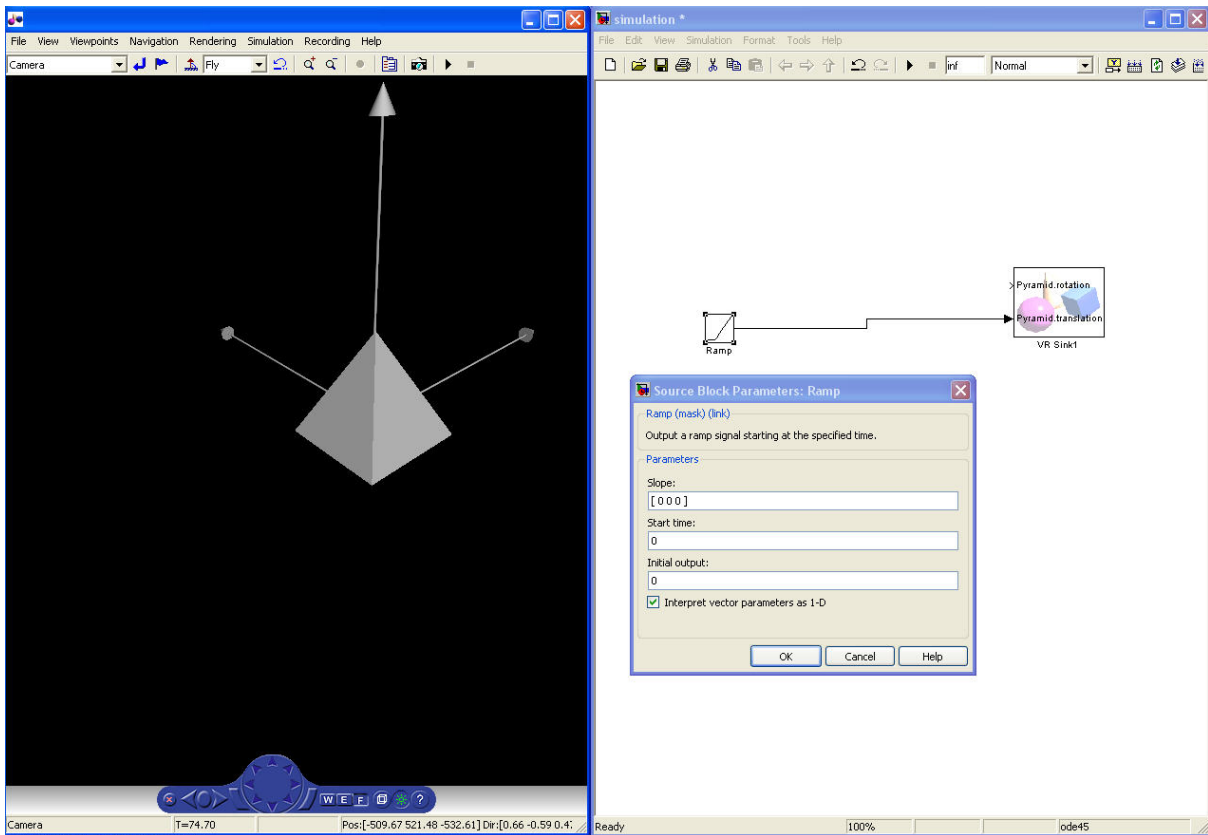 File View Viewpoints Navigation Rendering Simulation Recording Help
Camera Fly
W E F ?
Camera T=74.70 Pos:[-509.67 521.48 -532.61] Dir:[0.66 -0.59 0.47
simulation *
File Edit View Simulation Format Tools Help
inf Normal
Pyramid.rotation
Pyramid.translation
VR Sink1
Ramp
Source Block Parameters: Ramp
Ramp (mask) (link)
Output a ramp signal starting at the specified time.
Parameters
Slope:
[ 0 0 0 ]
Start time:
0
Initial output:
0
Interpret vector parameters as 1-D
OK Cancel Help
Ready 100% ode45